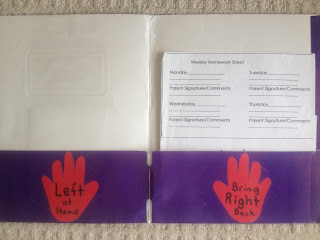 Weekly Homework Sheet
Monday Tuesday
Parent Signature/Comments Parent Signature/Comments
Wednesday Thursday
Parent Signature/Comments Parent Signature/Comments
Left
at
Home
Bring
Right
Back